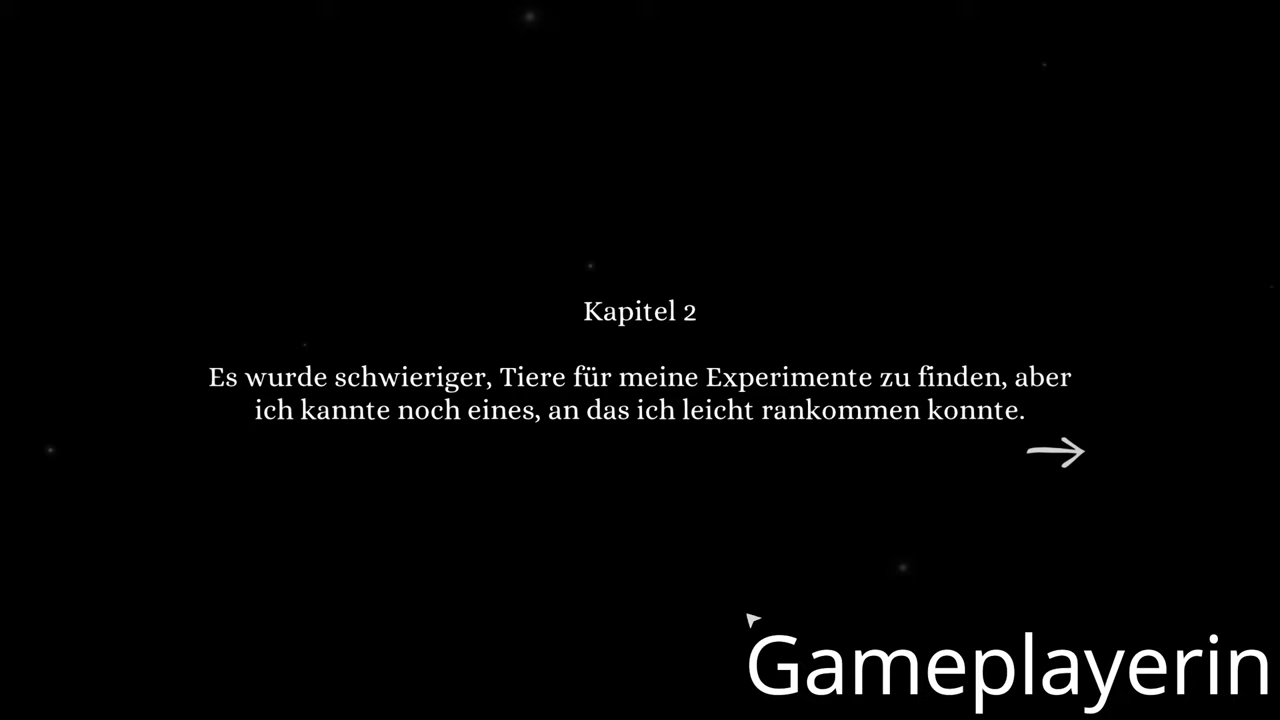 Kapitel 2
Es wurde schwieriger, Tiere für meine Experimente zu finden, aber
ich kannte noch eines, an das ich leicht rankommen konnte.
Gameplayerin